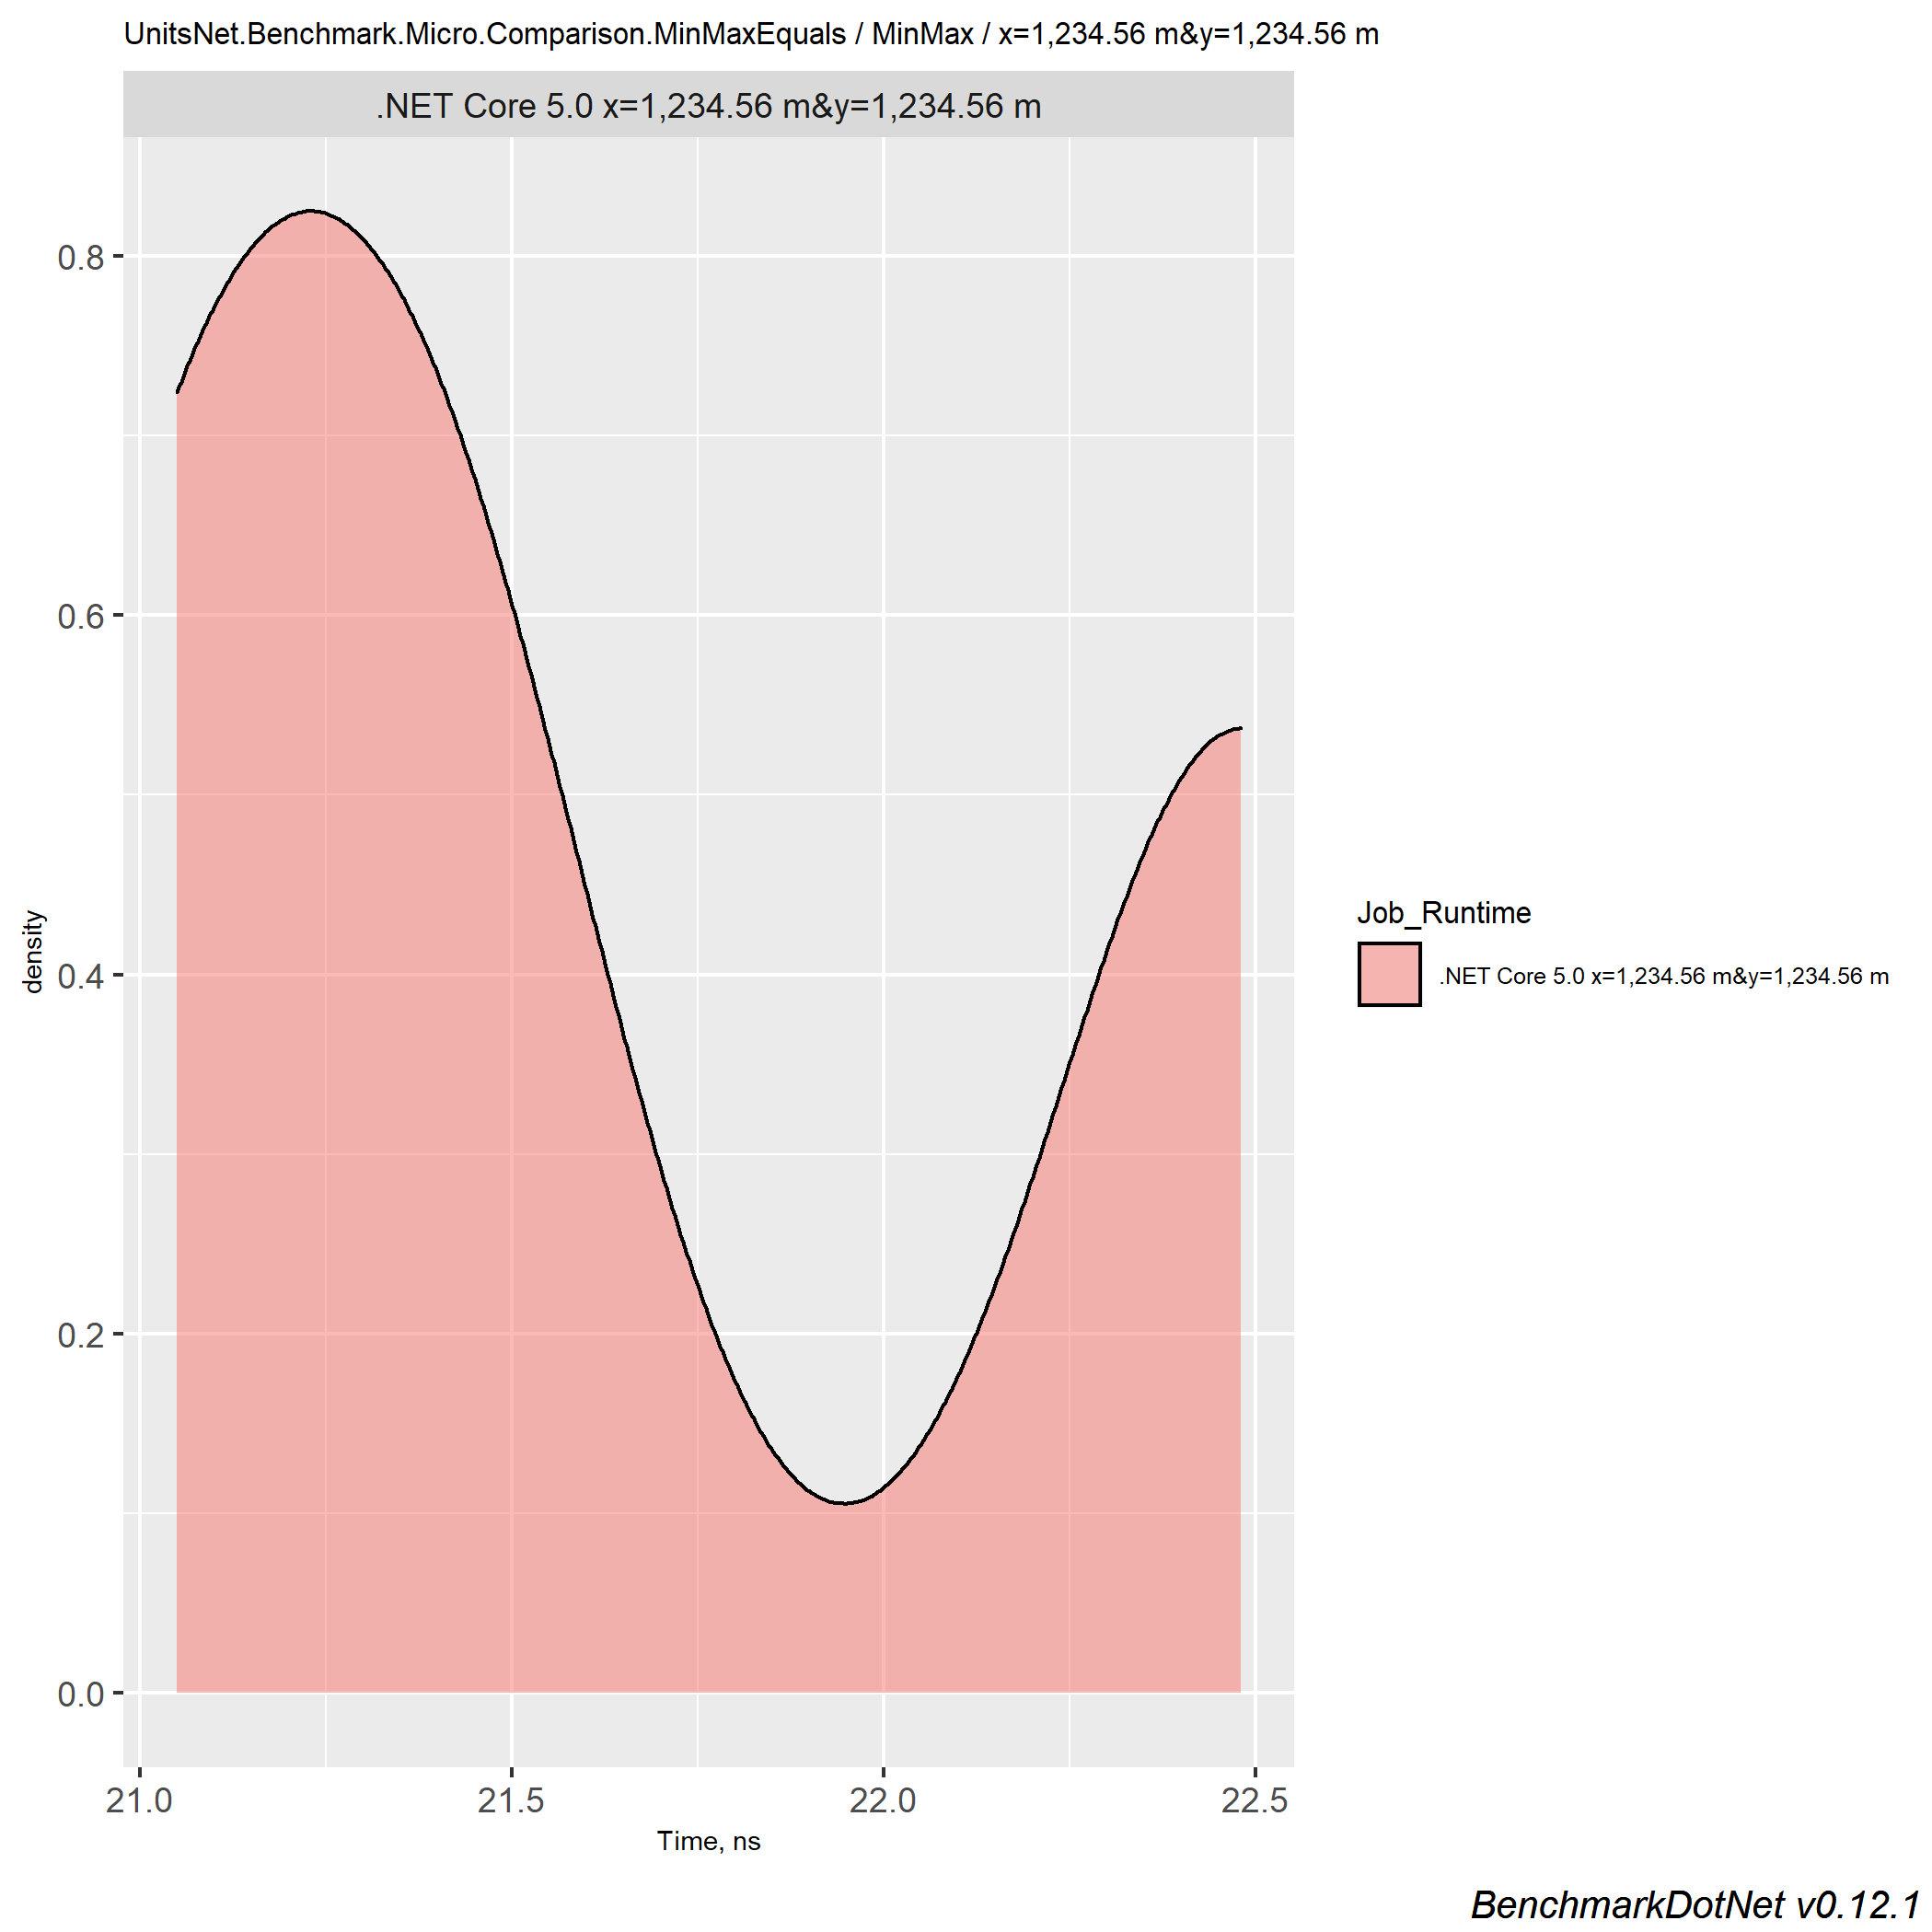 UnitsNet.Benchmark.Micro.Comparison.MinMaxEquals / MinMax / x=1,234.56 m&y=1,234.56 m
.NET Core 5.0 x=1,234.56 m&y=1,234.56 m
0.8
0.6
0.4
0.2
0.0
density
21.0 21.5 22.0 22.5
Time, ns
Job_Runtime
.NET Core 5.0 x=1,234.56 m&y=1,234.56 m
BenchmarkDotNet v0.12.1